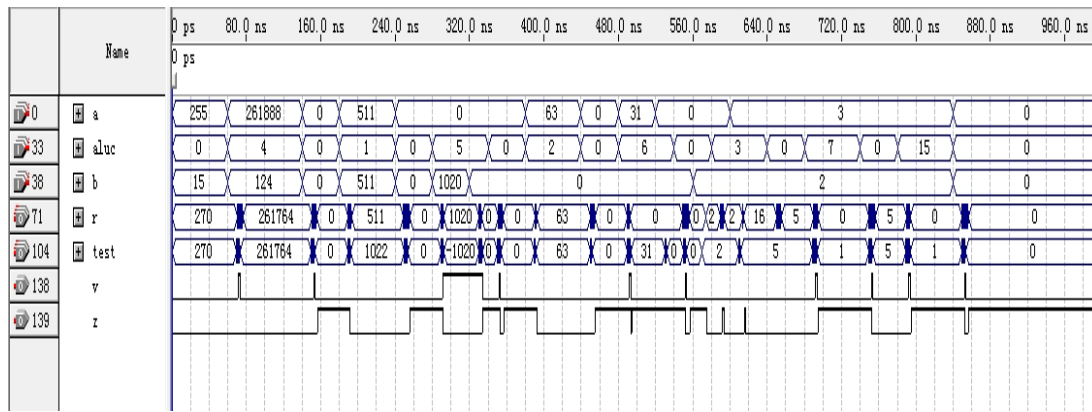 Name
0 ps 80.0 ns 160.0 ns 240.0 ns 320.0 ns 400.0 ns 480.0 ns 560.0 ns 640.0 ns 720.0 ns 800.0 ns 880.0 ns 960.0 ns
0 ps
0 a 255 261888 0 511 0 63 0 31 0 3 0
33 aluc 0 4 0 1 0 5 0 2 0 6 0 3 0 7 0 15 0
38 b 15 124 0 511 0 1020 0 2 0
71 r 270 261764 0 511 0 1020 0 0 63 0 0 0 2 2 16 5 0 5 0 0
104 test 270 261764 0 1022 0 -1020 0 0 63 0 31 0 0 2 5 1 5 1 0
138 v
139 z